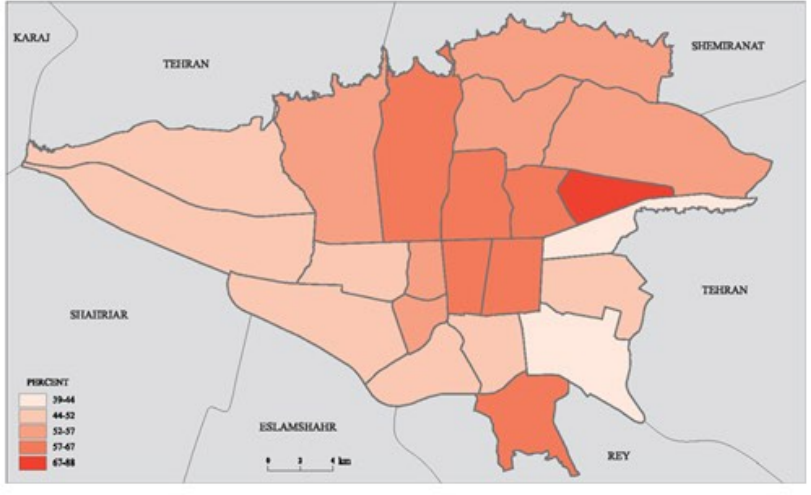 KARAJ
TEHRAN
SHEMIRANAT
TEHRAN
SHAHRIAR
ESLAMSHAHR
REY
PERCENT
39-44
44-52
52-57
57-67
67-88
0 2 4 km